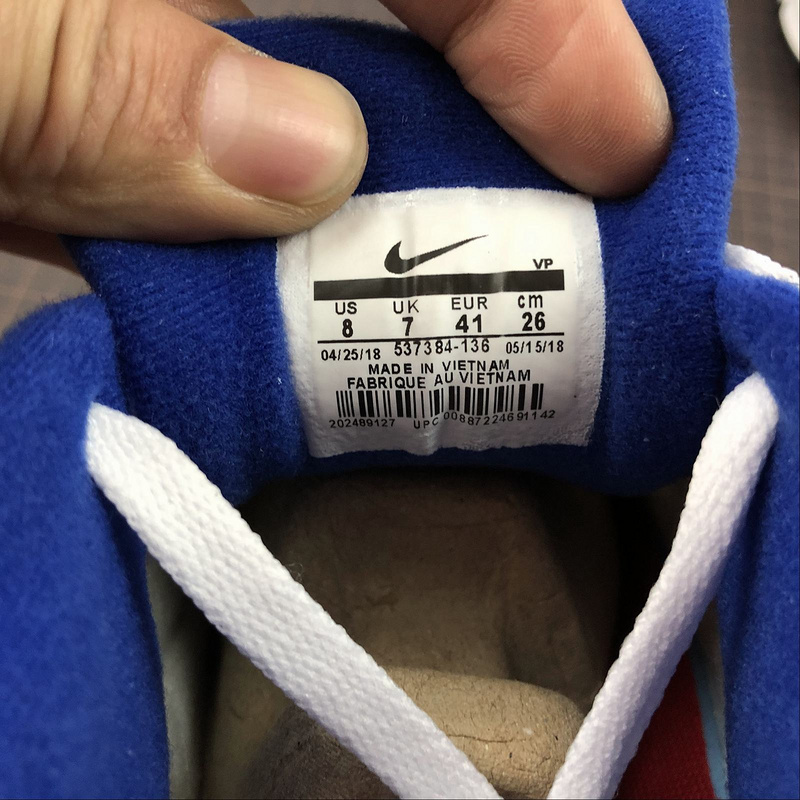 VP
US UK EUR cm
8 7 41 26
04/25/18 537384-136 05/15/18
MADE IN VIETNAM
FABRIQUE AU VIETNAM
202489127 UPC 00887224691142